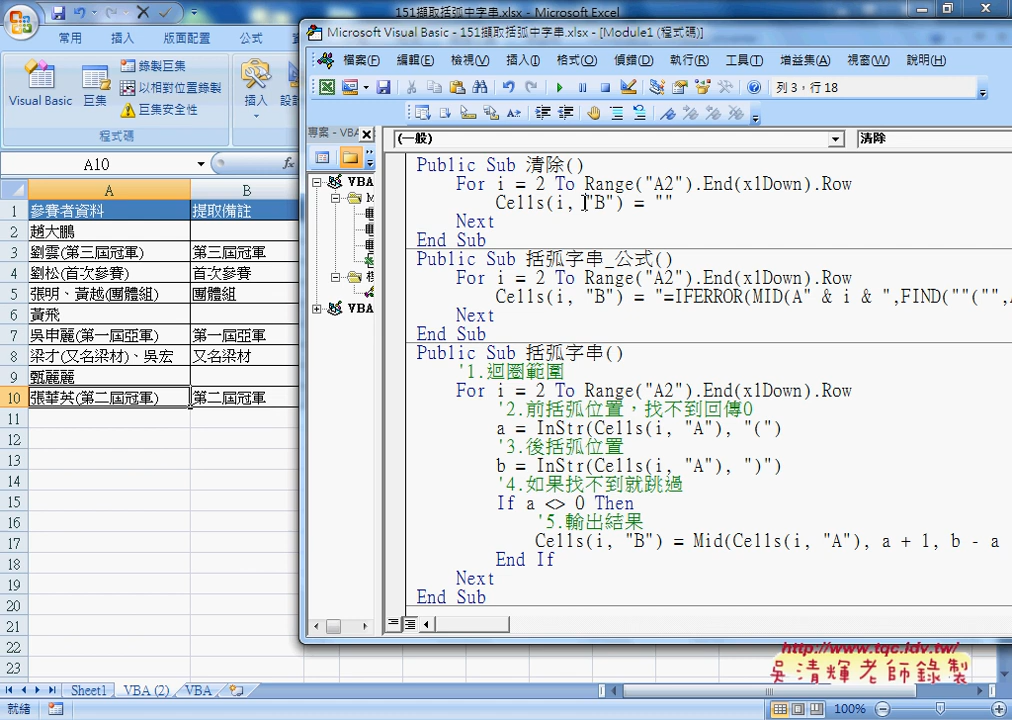 151擷取括弧中字串.xlsx - Microsoft Excel
常用 插入 版面配置 公式
Visual Basic 巨集 錄製巨集 以相對位置錄製 巨集安全性 插入
程式碼
A10 fx
A B
1 參賽者資料 提取備註
2 趙大鵬
3 劉雲(第三屆冠軍) 第三屆冠軍
4 劉松(首次參賽) 首次參賽
5 張明、黃越(團體組) 團體組
6 黃飛
7 吳申麗(第一屆亞軍) 第一屆亞軍
8 梁才(又名梁材)、吳宏 又名梁材
9 甄麗麗
10 張華英(第二屆冠軍) 第二屆冠軍
11
12
13
14
15
16
17
18
19
20
21
22
23
Sheet1 VBA (2) VBA
就緒 100%
Microsoft Visual Basic - 151擷取括弧中字串.xlsx - [Module1 (程式碼)]
檔案(F) 編輯(E) 檢視(V) 插入(I) 格式(O) 偵錯(D) 執行(R) 工具(T) 增益集(A) 視窗(W) 說明(H)
列 3，行 18
專案 - VBA
VBA
VBA
(一般) 清除
Public Sub 清除()
For i = 2 To Range("A2").End(xlDown).Row
Cells(i, "B") = ""
Next
End Sub
Public Sub 括弧字串_公式()
For i = 2 To Range("A2").End(xlDown).Row
Cells(i, "B") = "=IFERROR(MID(A" & i & ",FIND(""("",
Next
End Sub
Public Sub 括弧字串()
'1.迴圈範圍
For i = 2 To Range("A2").End(xlDown).Row
'2.前括弧位置，找不到回傳0
a = InStr(Cells(i, "A"), "(")
'3.後括弧位置
b = InStr(Cells(i, "A"), ")")
'4.如果找不到就跳過
If a <> 0 Then
'5.輸出結果
Cells(i, "B") = Mid(Cells(i, "A"), a + 1, b - a
End If
Next
End Sub
http://www.tqc.idv.tw/
吳清輝老師錄製